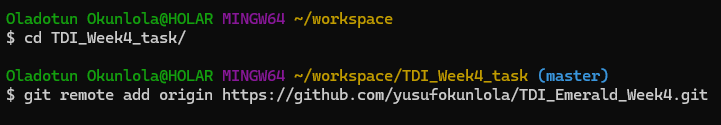 Oladotun Okunlola@HOLAR MINGW64 ~/workspace
$ cd TDI_Week4_task/
Oladotun Okunlola@HOLAR MINGW64 ~/workspace/TDI_Week4_task (master)
$ git remote add origin https://github.com/yusufokunlola/TDI_Emerald_Week4.git